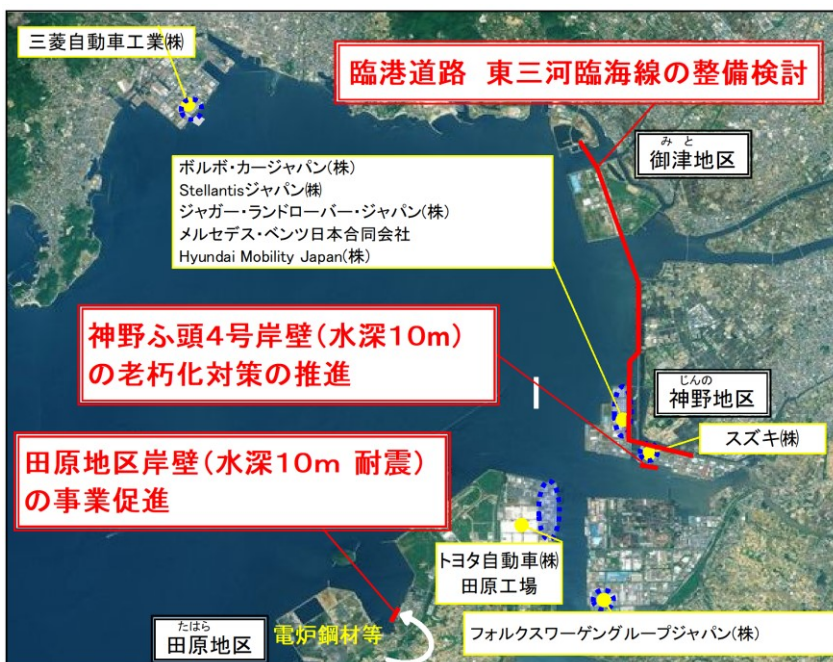 三菱自動車工業㈱
臨港道路 東三河臨海線の整備検討
みと
御津地区
ボルボ・カージャパン(株)
Stellantisジャパン㈱
ジャガー・ランドローバー・ジャパン(株)
メルセデス・ベンツ日本合同会社
Hyundai Mobility Japan(株)
神野ふ頭4号岸壁(水深10m)
の老朽化対策の推進
じんの
神野地区
スズキ(株)
田原地区岸壁(水深10m 耐震)
の事業促進
トヨタ自動車(株)
田原工場
たはら
田原地区
電炉鋼材等
フォルクスワーゲングループジャパン(株)